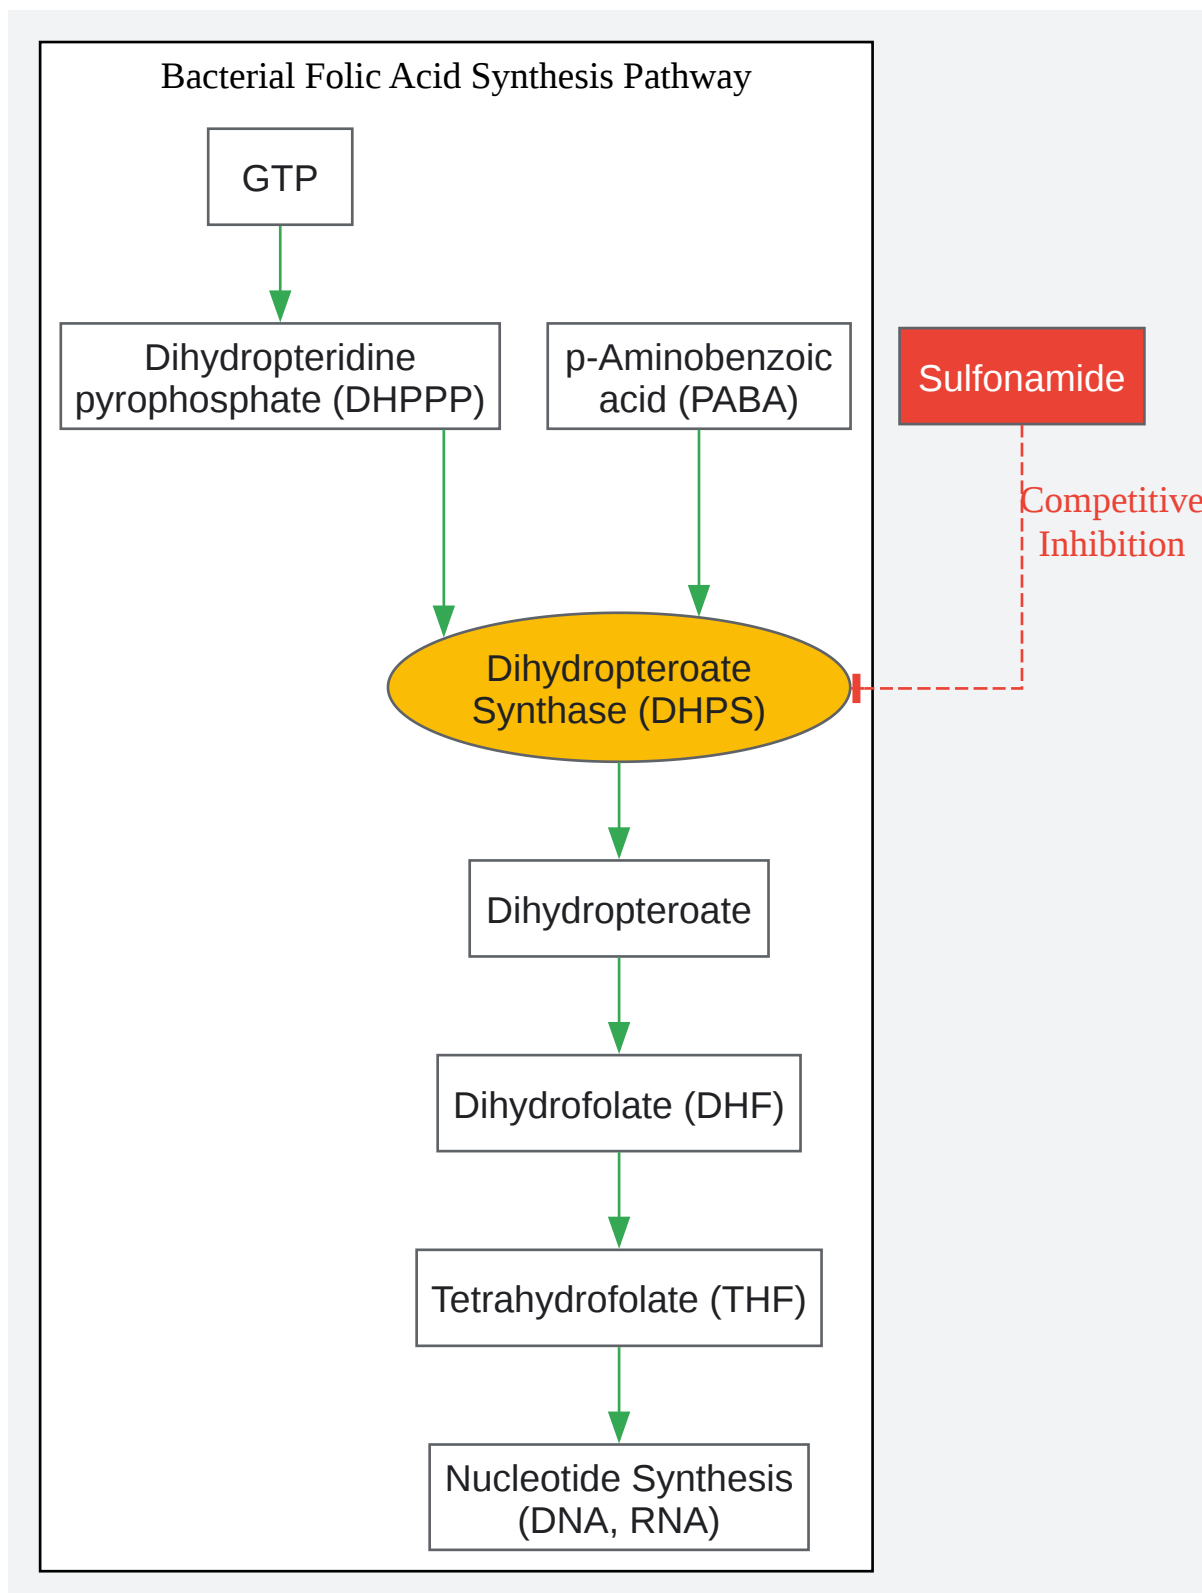 Bacterial Folic Acid Synthesis Pathway
GTP
Dihydropteridine
pyrophosphate (DHPPP)
p-Aminobenzoic
acid (PABA)
Sulfonamide
Competitive
Inhibition
Dihydropteroate
Synthase (DHPS)
Dihydropteroate
Dihydrofolate (DHF)
Tetrahydrofolate (THF)
Nucleotide Synthesis
(DNA, RNA)